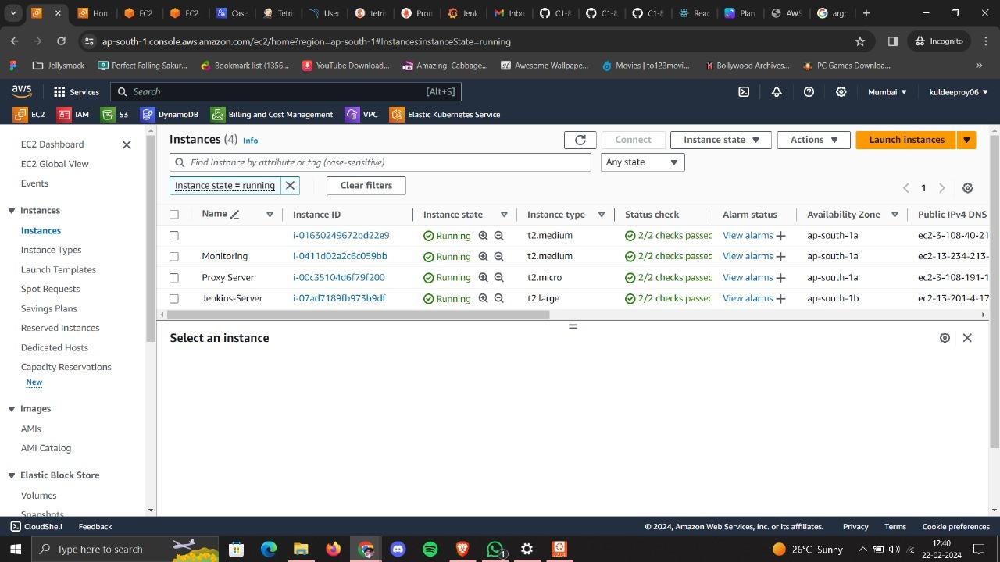 Hom
EC2
EC2
Case
Tetri
User
tetris
Pron
Jenk
Inbo
C1-8
C1-8
C1-8
Reac
Plan
AWS
argo
ap-south-1.console.aws.amazon.com/ec2/home?region=ap-south-1#Instances:instanceState=running
Incognito
Jellysmack
Perfect Falling Sakur...
Bookmark list (1356...
YouTube Download...
Amazing! Cabbage...
Awesome Wallpape...
Movies | to123movi...
Bollywood Archives...
PC Games Downloa...
aws
Services
Search
[Alt+S]
Mumbai
kuldeeproy06
EC2
IAM
S3
DynamoDB
Billing and Cost Management
VPC
Elastic Kubernetes Service
EC2 Dashboard
EC2 Global View
Events
Instances
Instances
Instance Types
Launch Templates
Spot Requests
Savings Plans
Reserved Instances
Dedicated Hosts
Capacity Reservations
New
Images
AMIs
AMI Catalog
Elastic Block Store
Volumes
Snapshots
Instances (4) Info
Connect
Instance state
Actions
Launch instances
Find Instance by attribute or tag (case-sensitive)
Any state
Instance state = running
Clear filters
1
Name Instance ID Instance state Instance type Status check Alarm status Availability Zone Public IPv4 DNS
i-01630249672bd22e9 Running t2.medium 2/2 checks passed View alarms ap-south-1a ec2-3-108-40-21
Monitoring i-0411d02a2c6c059bb Running t2.medium 2/2 checks passed View alarms ap-south-1a ec2-13-234-213-
Proxy Server i-00c35104d6f79f200 Running t2.micro 2/2 checks passed View alarms ap-south-1a ec2-3-108-191-1
Jenkins-Server i-07ad7189fb973b9df Running t2.large 2/2 checks passed View alarms ap-south-1b ec2-13-201-4-17
Select an instance
CloudShell
Feedback
© 2024, Amazon Web Services, Inc. or its affiliates.
Privacy
Terms
Cookie preferences
Type here to search
1
26°C Sunny
12:40
22-02-2024